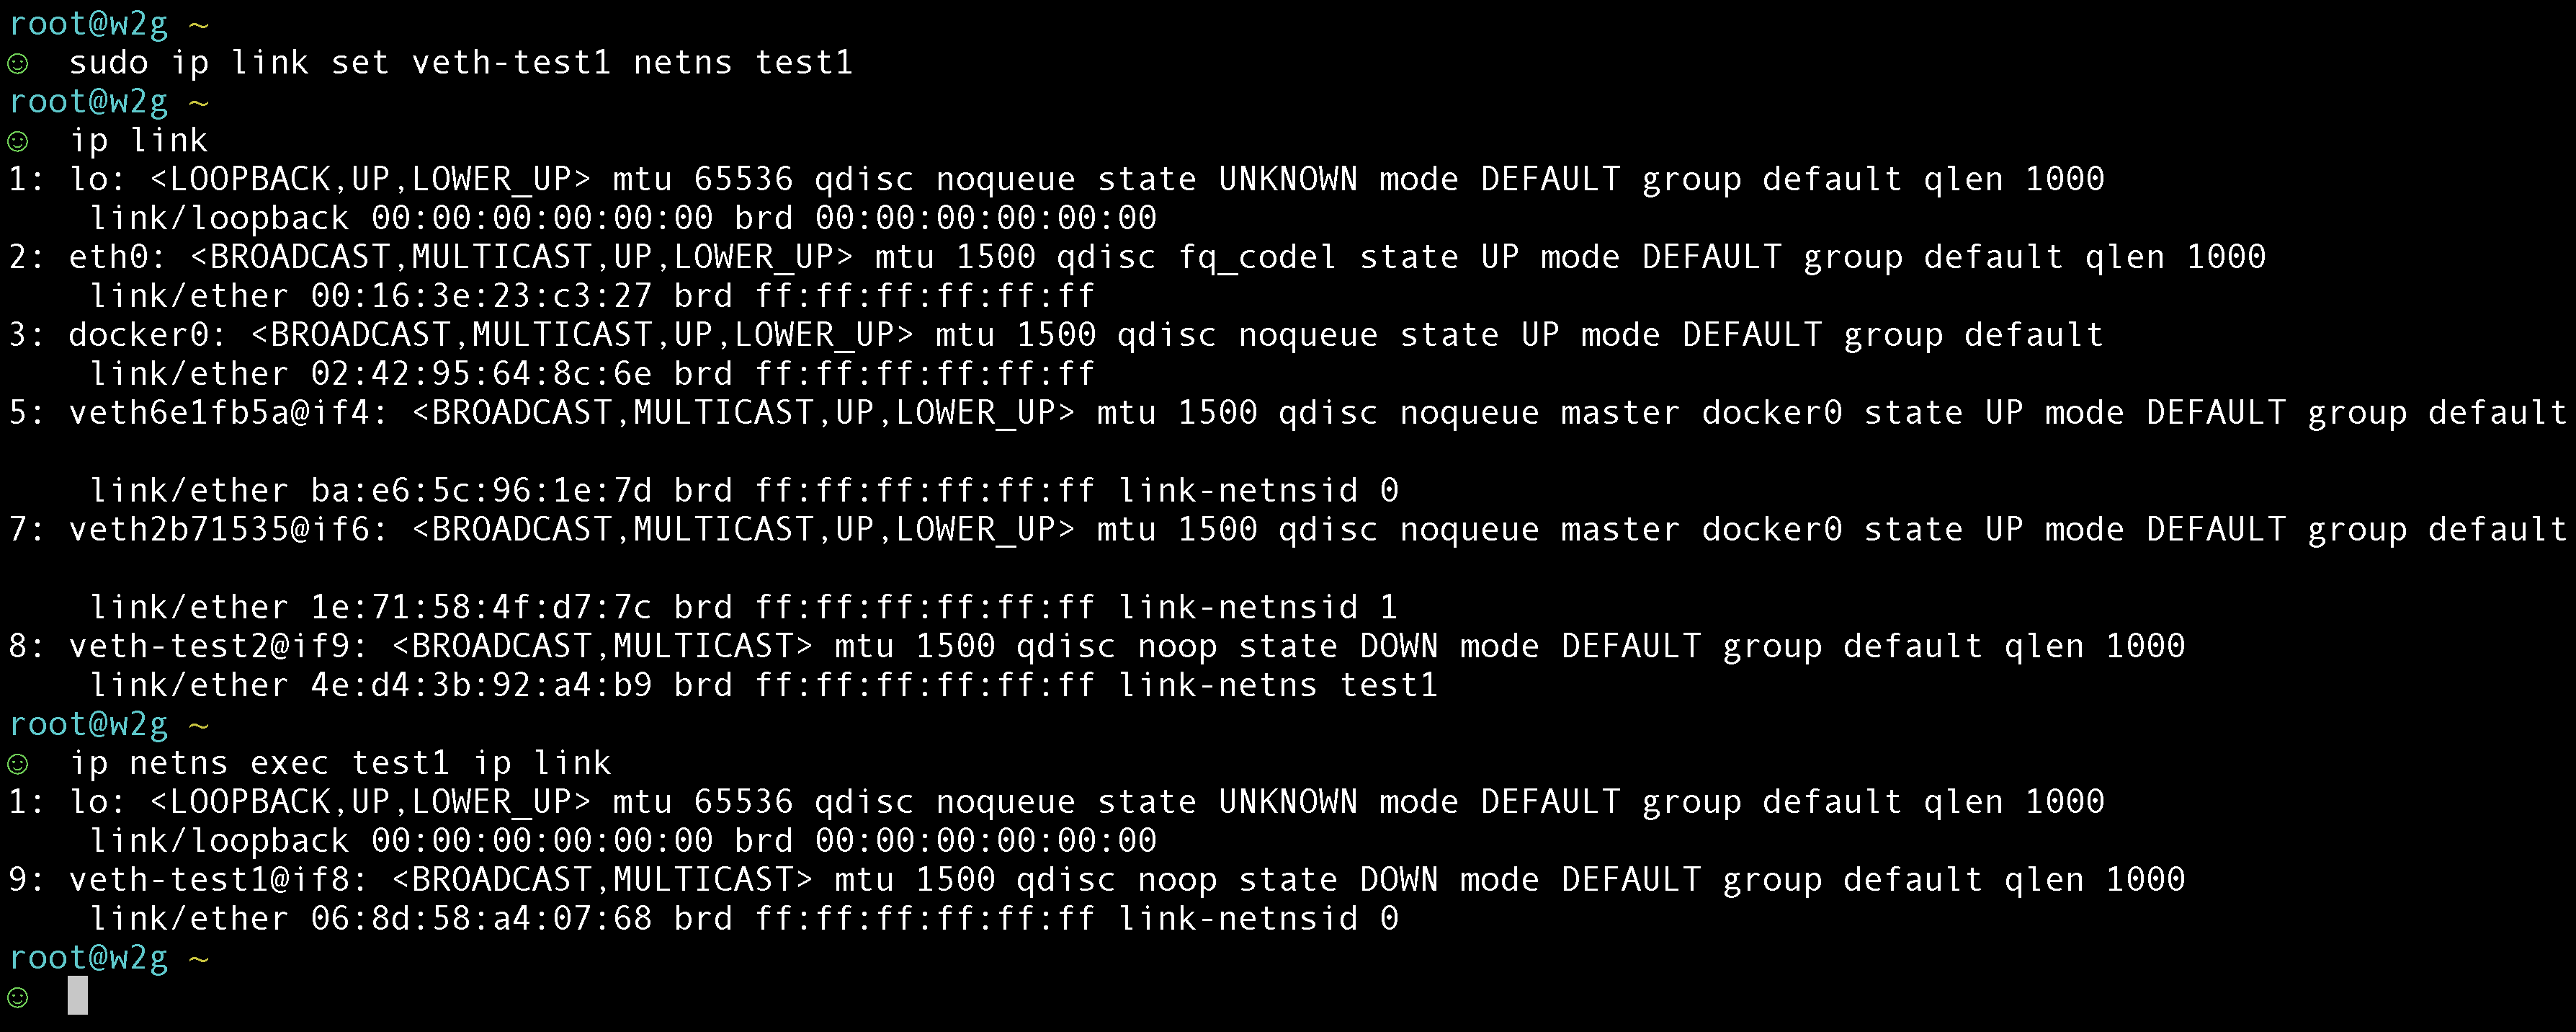 root@w2g ~
☺ sudo ip link set veth-test1 netns test1
root@w2g ~
☺ ip link
1: lo: <LOOPBACK,UP,LOWER_UP> mtu 65536 qdisc noqueue state UNKNOWN mode DEFAULT group default qlen 1000
    link/loopback 00:00:00:00:00:00 brd 00:00:00:00:00:00
2: eth0: <BROADCAST,MULTICAST,UP,LOWER_UP> mtu 1500 qdisc fq_codel state UP mode DEFAULT group default qlen 1000
    link/ether 00:16:3e:23:c3:27 brd ff:ff:ff:ff:ff:ff
3: docker0: <BROADCAST,MULTICAST,UP,LOWER_UP> mtu 1500 qdisc noqueue state UP mode DEFAULT group default
    link/ether 02:42:95:64:8c:6e brd ff:ff:ff:ff:ff:ff
5: veth6e1fb5a@if4: <BROADCAST,MULTICAST,UP,LOWER_UP> mtu 1500 qdisc noqueue master docker0 state UP mode DEFAULT group default
    link/ether ba:e6:5c:96:1e:7d brd ff:ff:ff:ff:ff:ff link-netnsid 0
7: veth2b71535@if6: <BROADCAST,MULTICAST,UP,LOWER_UP> mtu 1500 qdisc noqueue master docker0 state UP mode DEFAULT group default
    link/ether 1e:71:58:4f:d7:7c brd ff:ff:ff:ff:ff:ff link-netnsid 1
8: veth-test2@if9: <BROADCAST,MULTICAST> mtu 1500 qdisc noop state DOWN mode DEFAULT group default qlen 1000
    link/ether 4e:d4:3b:92:a4:b9 brd ff:ff:ff:ff:ff:ff link-netns test1
root@w2g ~
☺ ip netns exec test1 ip link
1: lo: <LOOPBACK,UP,LOWER_UP> mtu 65536 qdisc noqueue state UNKNOWN mode DEFAULT group default qlen 1000
    link/loopback 00:00:00:00:00:00 brd 00:00:00:00:00:00
9: veth-test1@if8: <BROADCAST,MULTICAST> mtu 1500 qdisc noop state DOWN mode DEFAULT group default qlen 1000
    link/ether 06:8d:58:a4:07:68 brd ff:ff:ff:ff:ff:ff link-netnsid 0
root@w2g ~
☺